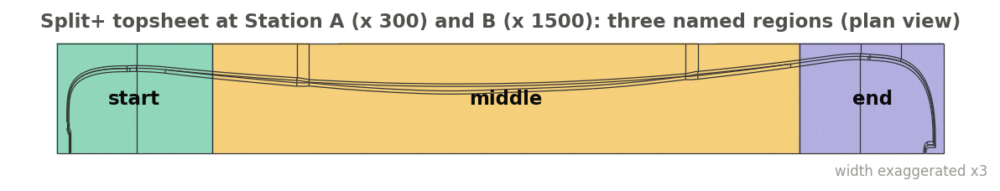 Split+ topsheet at Station A (x 300) and B (x 1500): three named regions (plan view)
start middle end
width exaggerated x3